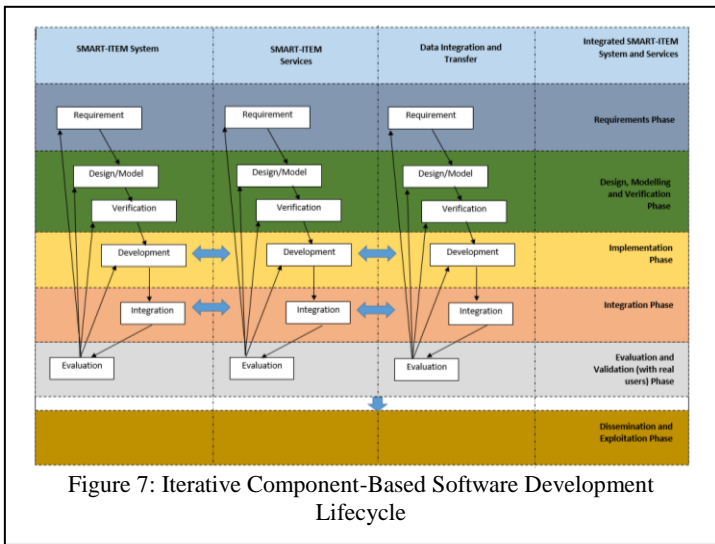 SMART-ITEM System
SMART-ITEM
Services
Data Integration and
Transfer
Integrated SMART-ITEM
System and Services
Requirement
Requirement
Requirement
Requirements Phase
Design/Model
Design/Model
Design/Model
Design, Modelling
and Verification
Phase
Verification
Verification
Verification
Development
Development
Development
Implementation
Phase
Integration
Integration
Integration
Integration Phase
Evaluation
Evaluation
Evaluation
Evaluation and
Validation (with real
users) Phase
Dissemination and
Exploitation Phase
Figure 7: Iterative Component-Based Software Development
Lifecycle